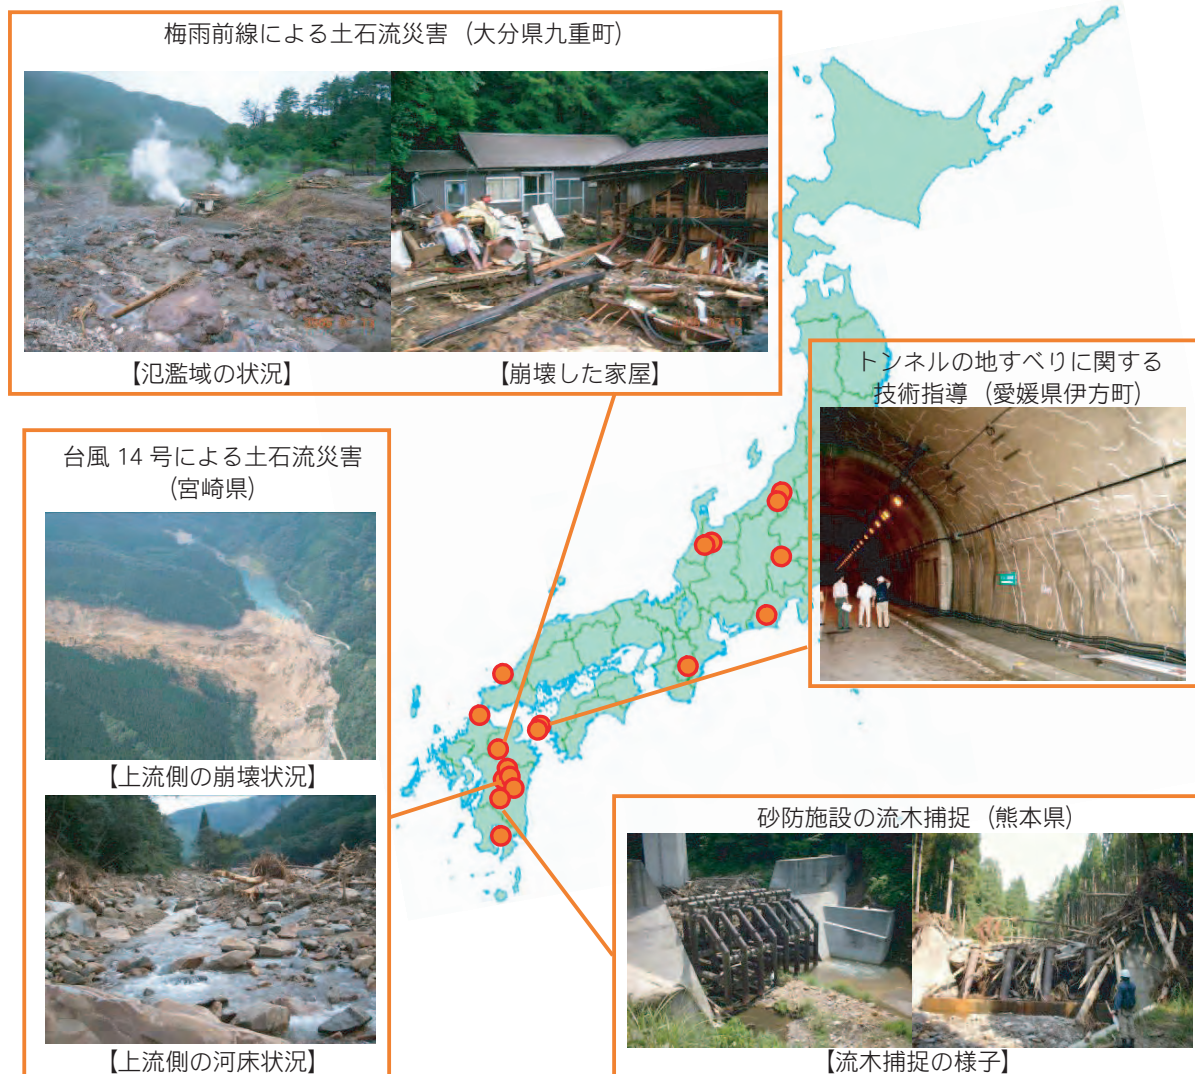 梅雨前線による土石流災害（大分県九重町）
【氾濫域の状況】
【崩壊した家屋】
トンネルの地すべりに関する
技術指導（愛媛県伊方町）
台風 14 号による土石流災害
(宮崎県)
【上流側の崩壊状況】
【上流側の河床状況】
砂防施設の流木捕捉（熊本県）
【流木捕捉の様子】